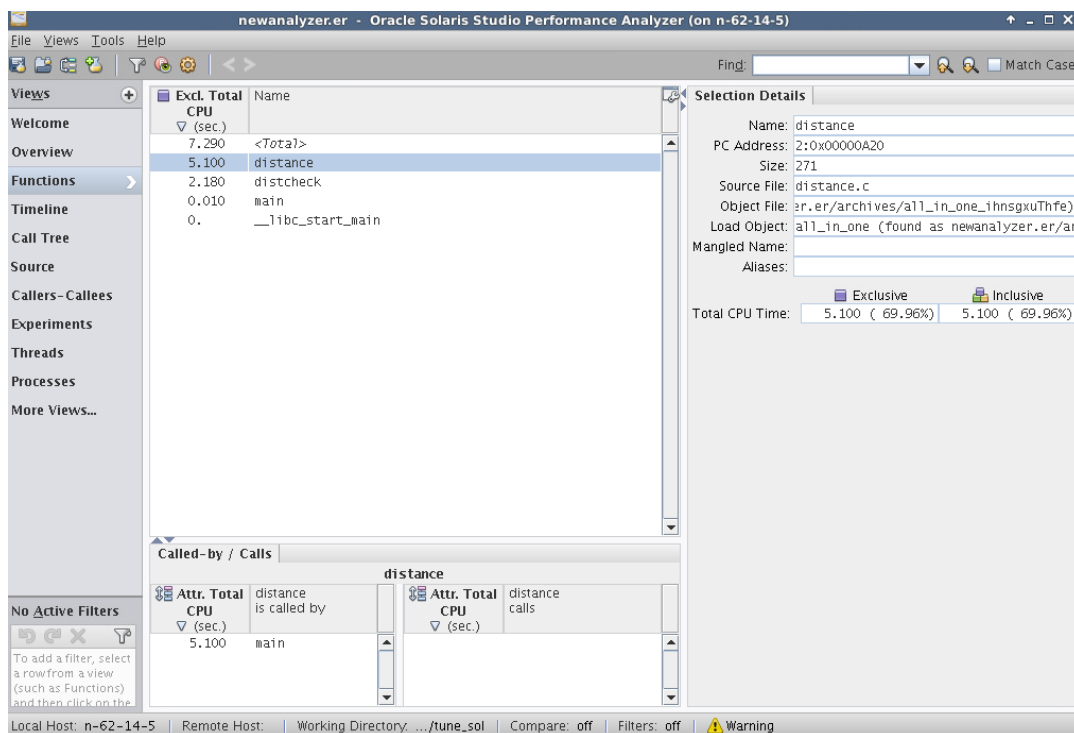 newanalyzer.er - Oracle Solaris Studio Performance Analyzer (on n-62-14-5)
File Views Tools Help
Find: Match Case
Views
Welcome
Overview
Functions
Timeline
Call Tree
Source
Callers-Callees
Experiments
Threads
Processes
More Views...
Excl. Total CPU (sec.) Name
7.290 <Total>
5.100 distance
2.180 distcheck
0.010 main
0. __libc_start_main
Selection Details
Name: distance
PC Address: 2:0x00000A20
Size: 271
Source File: distance.c
Object File: er.er/archives/all_in_one_ihnsgxuThfe)
Load Object: all_in_one (found as newanalyzer.er/ar
Mangled Name:
Aliases:
Exclusive Inclusive
Total CPU Time: 5.100 ( 69.96%) 5.100 ( 69.96%)
Called-by / Calls
distance
Attr. Total CPU (sec.) distance is called by
5.100 main
Attr. Total CPU (sec.) distance calls
No Active Filters
To add a filter, select
a row from a view
(such as Functions)
and then click on the
Local Host: n-62-14-5 Remote Host: Working Directory: .../tune_sol Compare: off Filters: off Warning